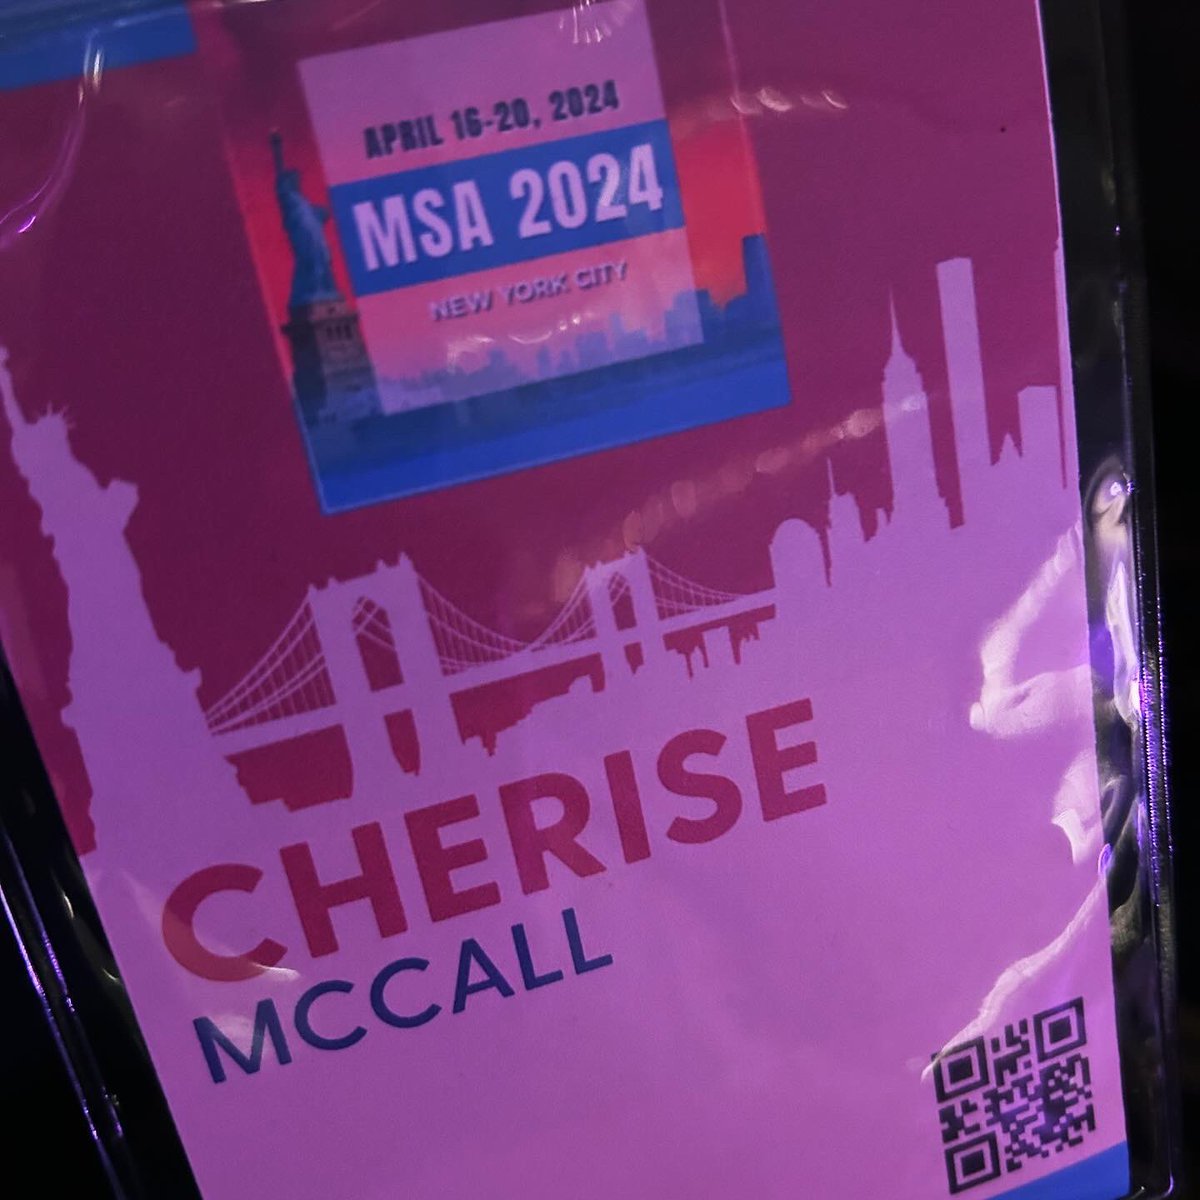 APRIL 16-20, 2024
MSA 2024
NEW YORK CITY
CHERISE
MCCALL